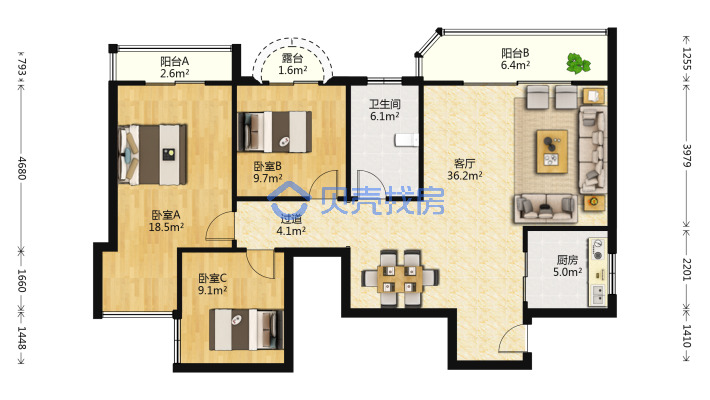 阳台A
2.6m²
露台
1.6m²
阳台B
6.4m²
卫生间
6.1m²
卧室B
9.7m²
客厅
36.2m²
卧室A
18.5m²
过道
4.1m²
贝壳找房
厨房
5.0m²
卧室C
9.1m²
793
4680
1660
1448
1255
3979
2201
1410